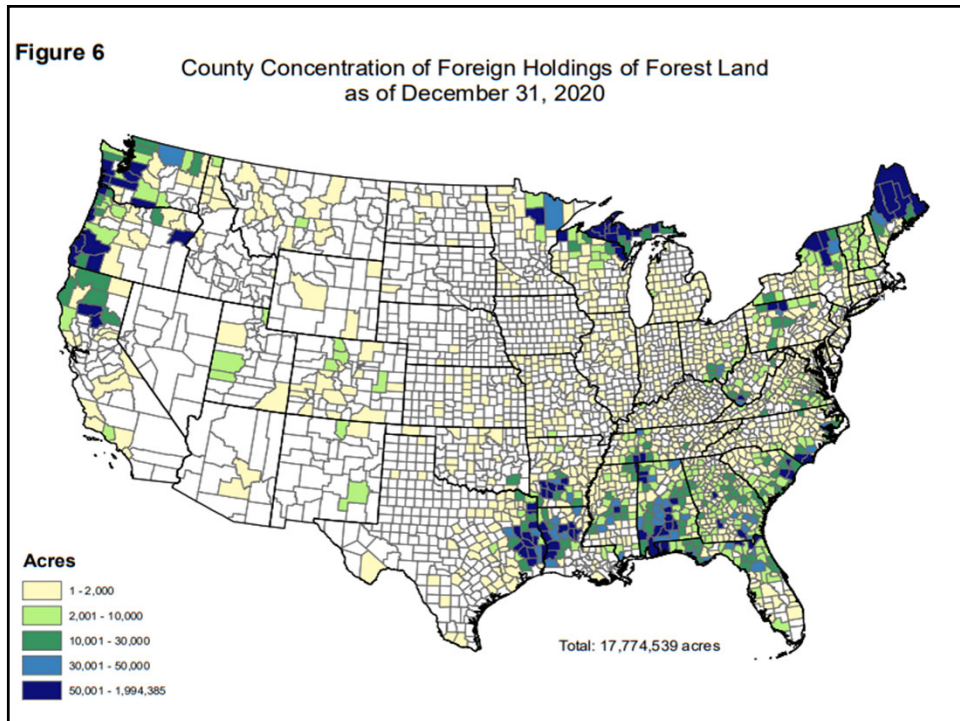 Figure 6
County Concentration of Foreign Holdings of Forest Land
as of December 31, 2020
Acres
1 - 2,000
2,001 - 10,000
10,001 - 30,000
30,001 - 50,000
50,001 - 1,994,385
Total: 17,774,539 acres